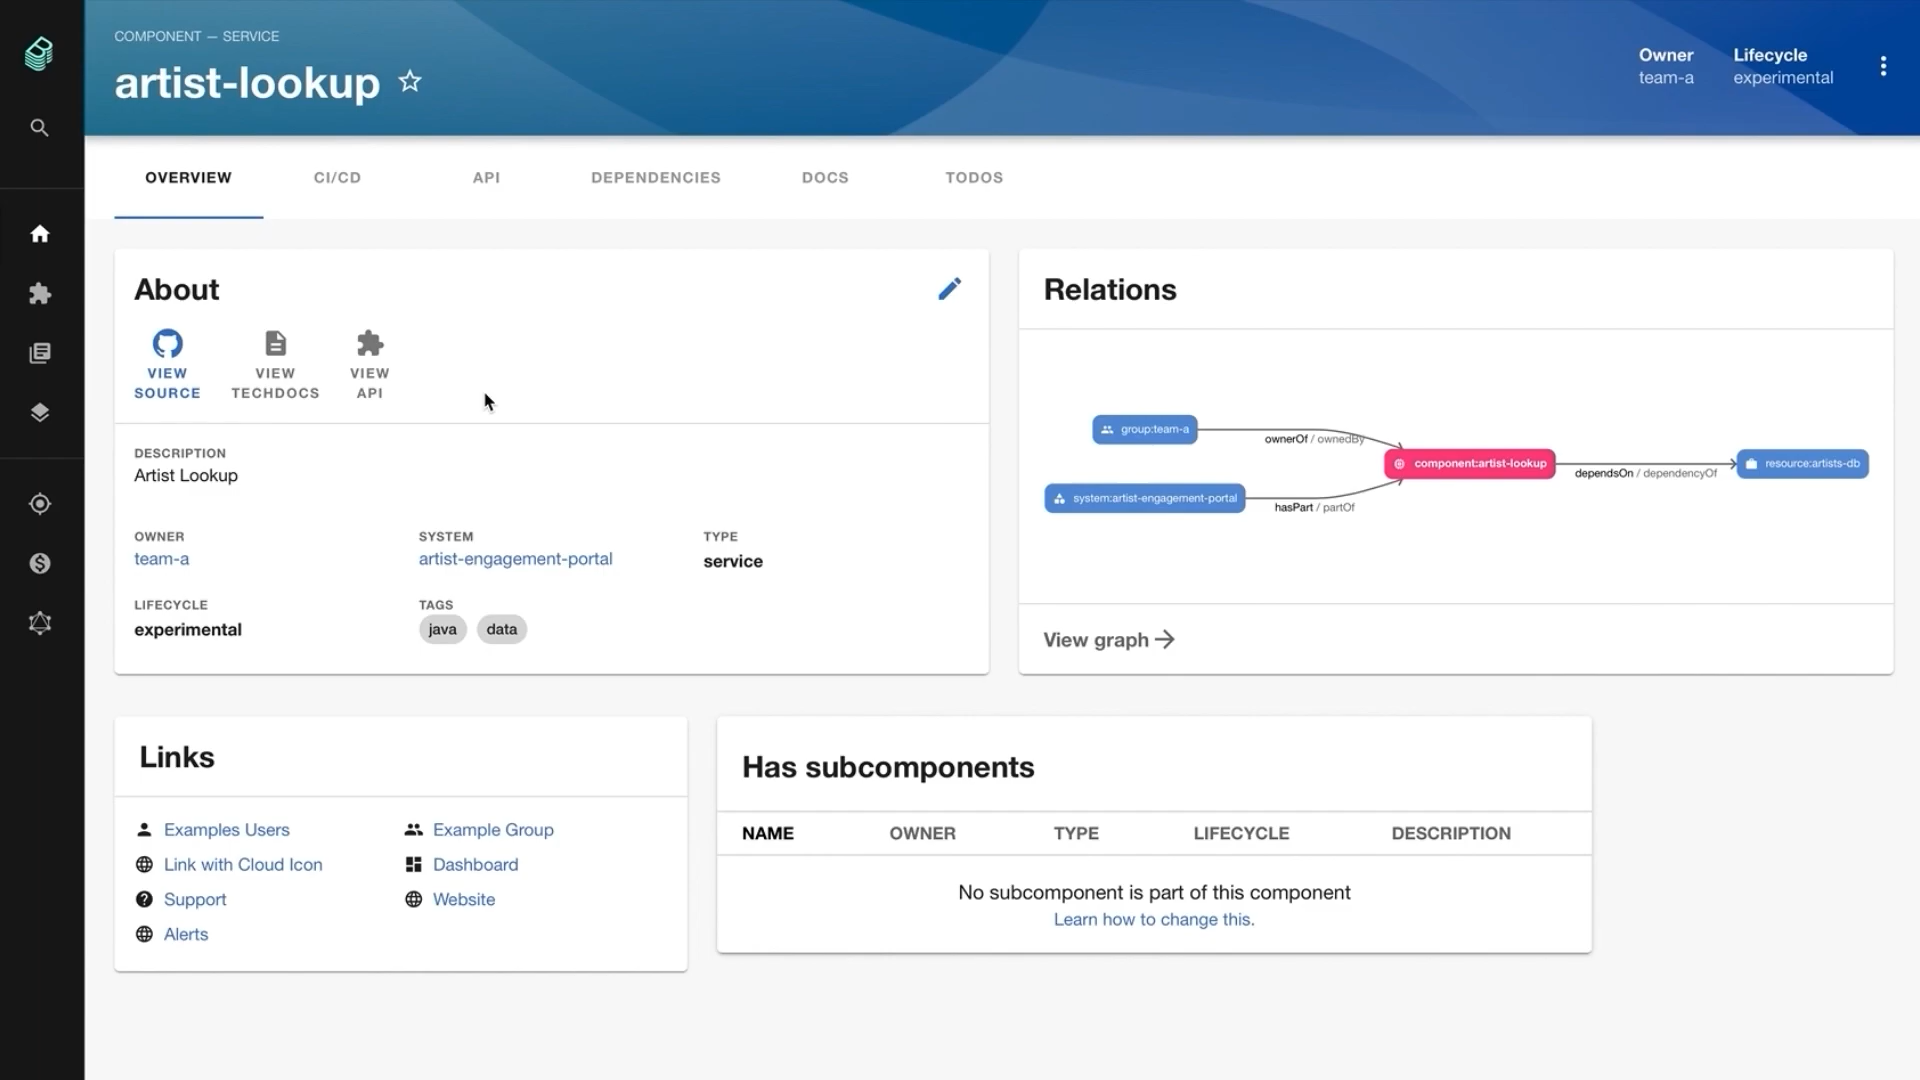 COMPONENT — SERVICE
artist-lookup
Owner
team-a
Lifecycle
experimental
OVERVIEW
CI/CD
API
DEPENDENCIES
DOCS
TODOS
About
VIEW
SOURCE
VIEW
TECHDOCS
VIEW
API
DESCRIPTION
Artist Lookup
OWNER
team-a
SYSTEM
artist-engagement-portal
TYPE
service
LIFECYCLE
experimental
TAGS
java
data
Relations
group:team-a
ownerOf / ownedBy
component:artist-lookup
dependsOn / dependencyOf
resource:artists-db
system:artist-engagement-portal
hasPart / partOf
View graph
Links
Examples Users
Example Group
Link with Cloud Icon
Dashboard
Support
Website
Alerts
Has subcomponents
NAME OWNER TYPE LIFECYCLE DESCRIPTION
No subcomponent is part of this component
Learn how to change this.